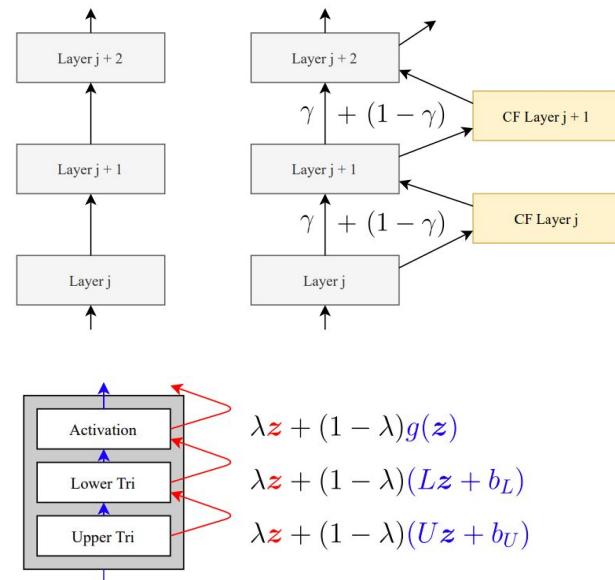 Layer j + 2
Layer j + 1
Layer j
Layer j + 2
γ + (1 − γ)
CF Layer j + 1
Layer j + 1
γ + (1 − γ)
CF Layer j
Layer j
Activation
λz + (1 − λ)g(z)
Lower Tri
λz + (1 − λ)(Lz + b_L)
Upper Tri
λz + (1 − λ)(Uz + b_U)